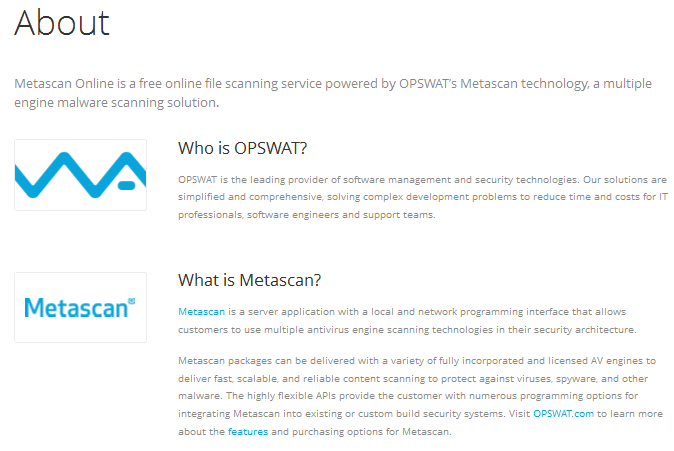 About
Metascan Online is a free online file scanning service powered by OPSWAT's Metascan technology, a multiple
engine malware scanning solution.
Who is OPSWAT?
OPSWAT is the leading provider of software management and security technologies. Our solutions are
simplified and comprehensive, solving complex development problems to reduce time and costs for IT
professionals, software engineers and support teams.
Metascan®
What is Metascan?
Metascan is a server application with a local and network programming interface that allows
customers to use multiple antivirus engine scanning technologies in their security architecture.
Metascan packages can be delivered with a variety of fully incorporated and licensed AV engines to
deliver fast, scalable, and reliable content scanning to protect against viruses, spyware, and other
malware. The highly flexible APIs provide the customer with numerous programming options for
integrating Metascan into existing or custom build security systems. Visit OPSWAT.com to learn more
about the features and purchasing options for Metascan.